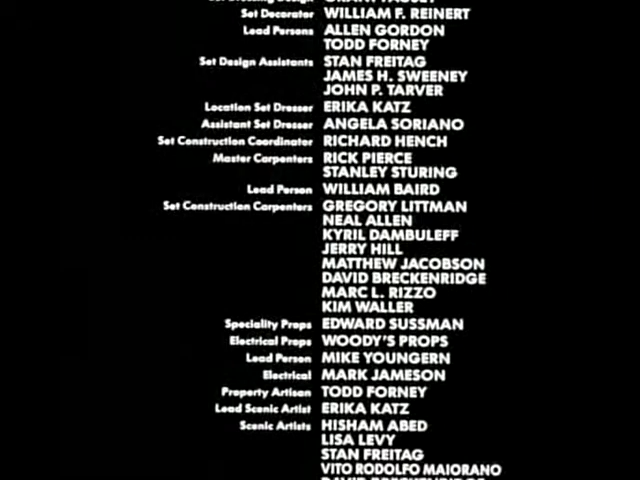 Set Decorator WILLIAM F. REINERT
Lead Persons ALLEN GORDON
TODD FORNEY
Set Design Assistants STAN FREITAG
JAMES H. SWEENEY
JOHN P. TARVER
Location Set Dresser ERIKA KATZ
Assistant Set Dresser ANGELA SORIANO
Set Construction Coordinator RICHARD HENCH
Master Carpenters RICK PIERCE
STANLEY STURING
Lead Person WILLIAM BAIRD
Set Construction Carpenters GREGORY LITTMAN
NEAL ALLEN
KYRIL DAMBULEFF
JERRY HILL
MATTHEW JACOBSON
DAVID BRECKENRIDGE
MARC L. RIZZO
KIM WALLER
Speciality Props EDWARD SUSSMAN
Electrical Props WOODY'S PROPS
Lead Person MIKE YOUNGERN
Electrical MARK JAMESON
Property Artisan TODD FORNEY
Lead Scenic Artist ERIKA KATZ
Scenic Artists HISHAM ABED
LISA LEVY
STAN FREITAG
VITO RODOLFO MAIORANO